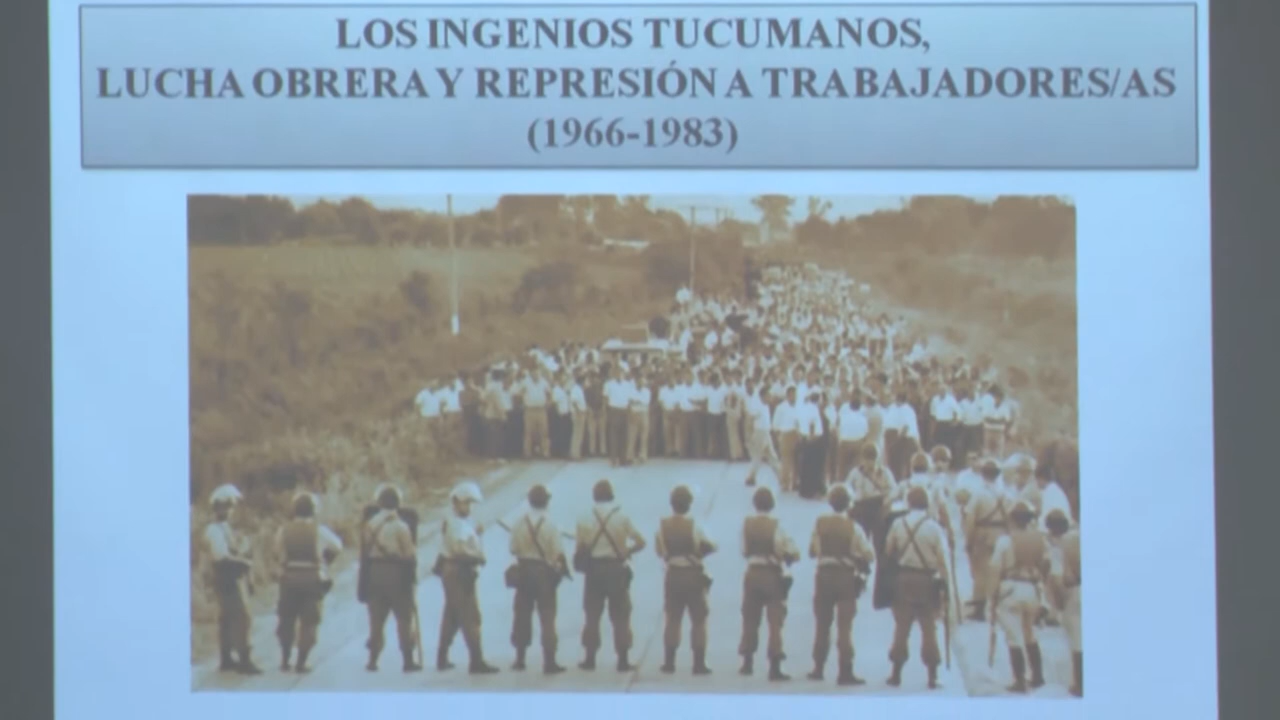 LOS INGENIOS TUCUMANOS,
LUCHA OBRERA Y REPRESIÓN A TRABAJADORES/AS
(1966-1983)